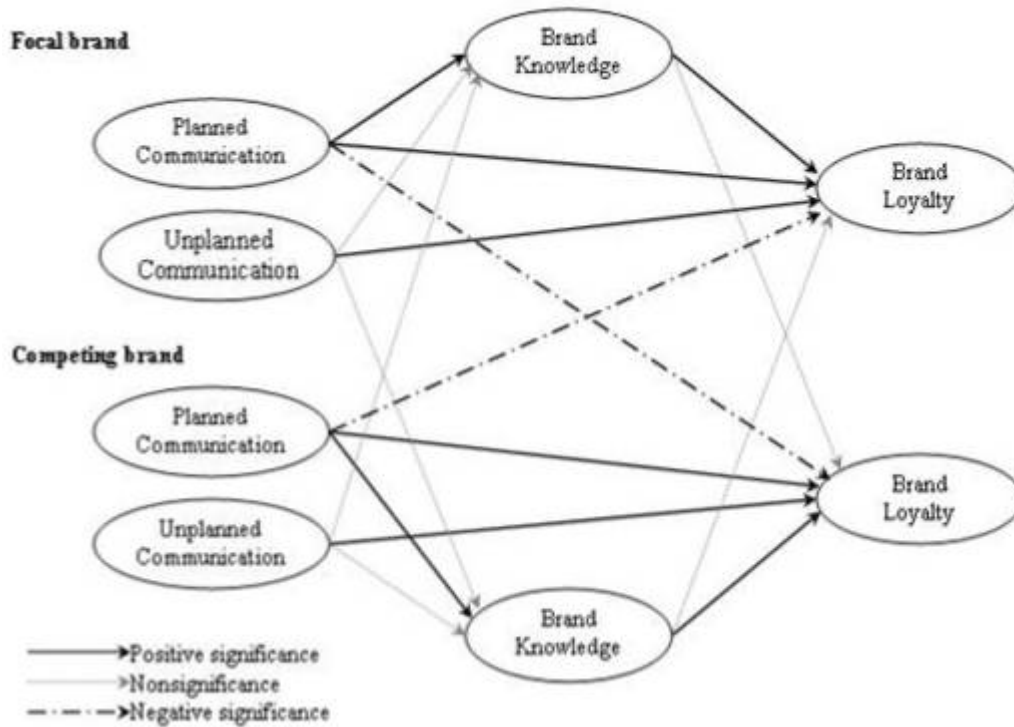 Focal brand
Brand
Knowledge
Planned
Communication
Brand
Loyalty
Unplanned
Communication
Competing brand
Planned
Communication
Brand
Loyalty
Unplanned
Communication
Brand
Knowledge
Positive significance
Nonsignificance
Negative significance